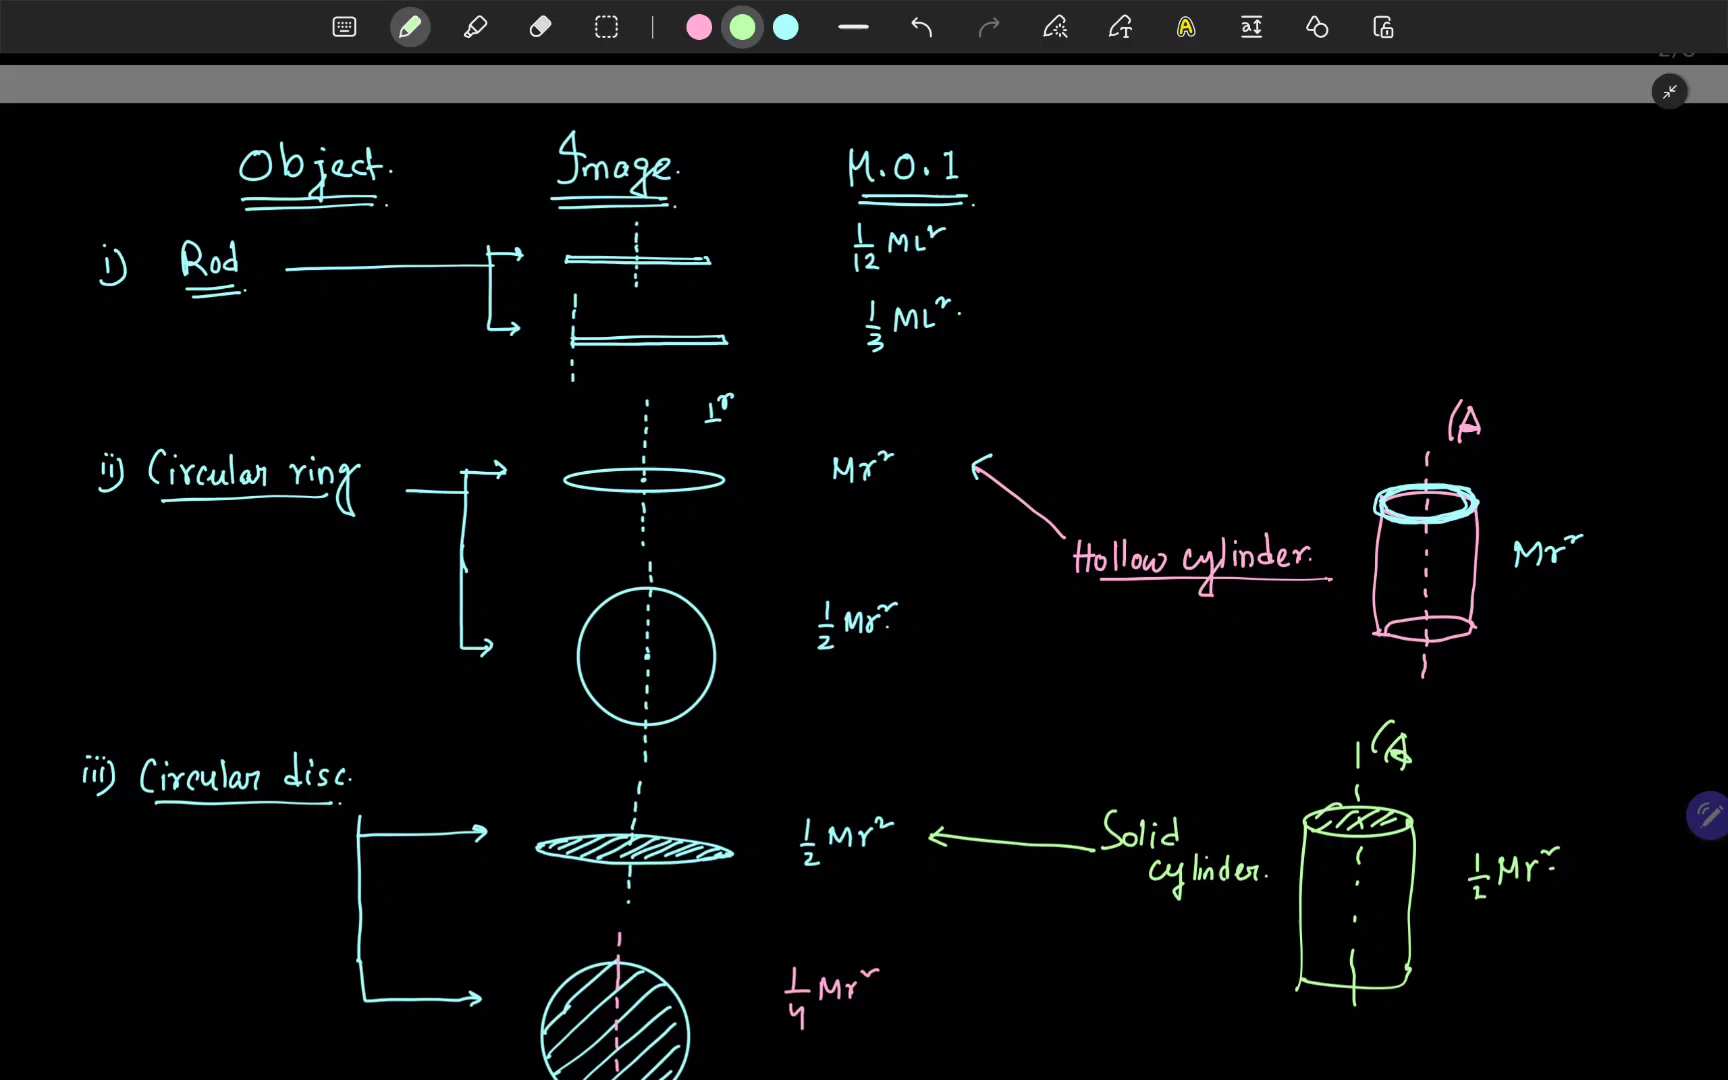 Object. Image. M.O.I
i) Rod
1/12 ML²
1/3 ML².
⊥r
(A
ii) Circular ring
Mr²
Hollow cylinder.
Mr²
1/2 Mr².
(A
iii) Circular disc.
1/2 Mr²
Solid
cylinder.
1/2 Mr²
1/4 Mr²